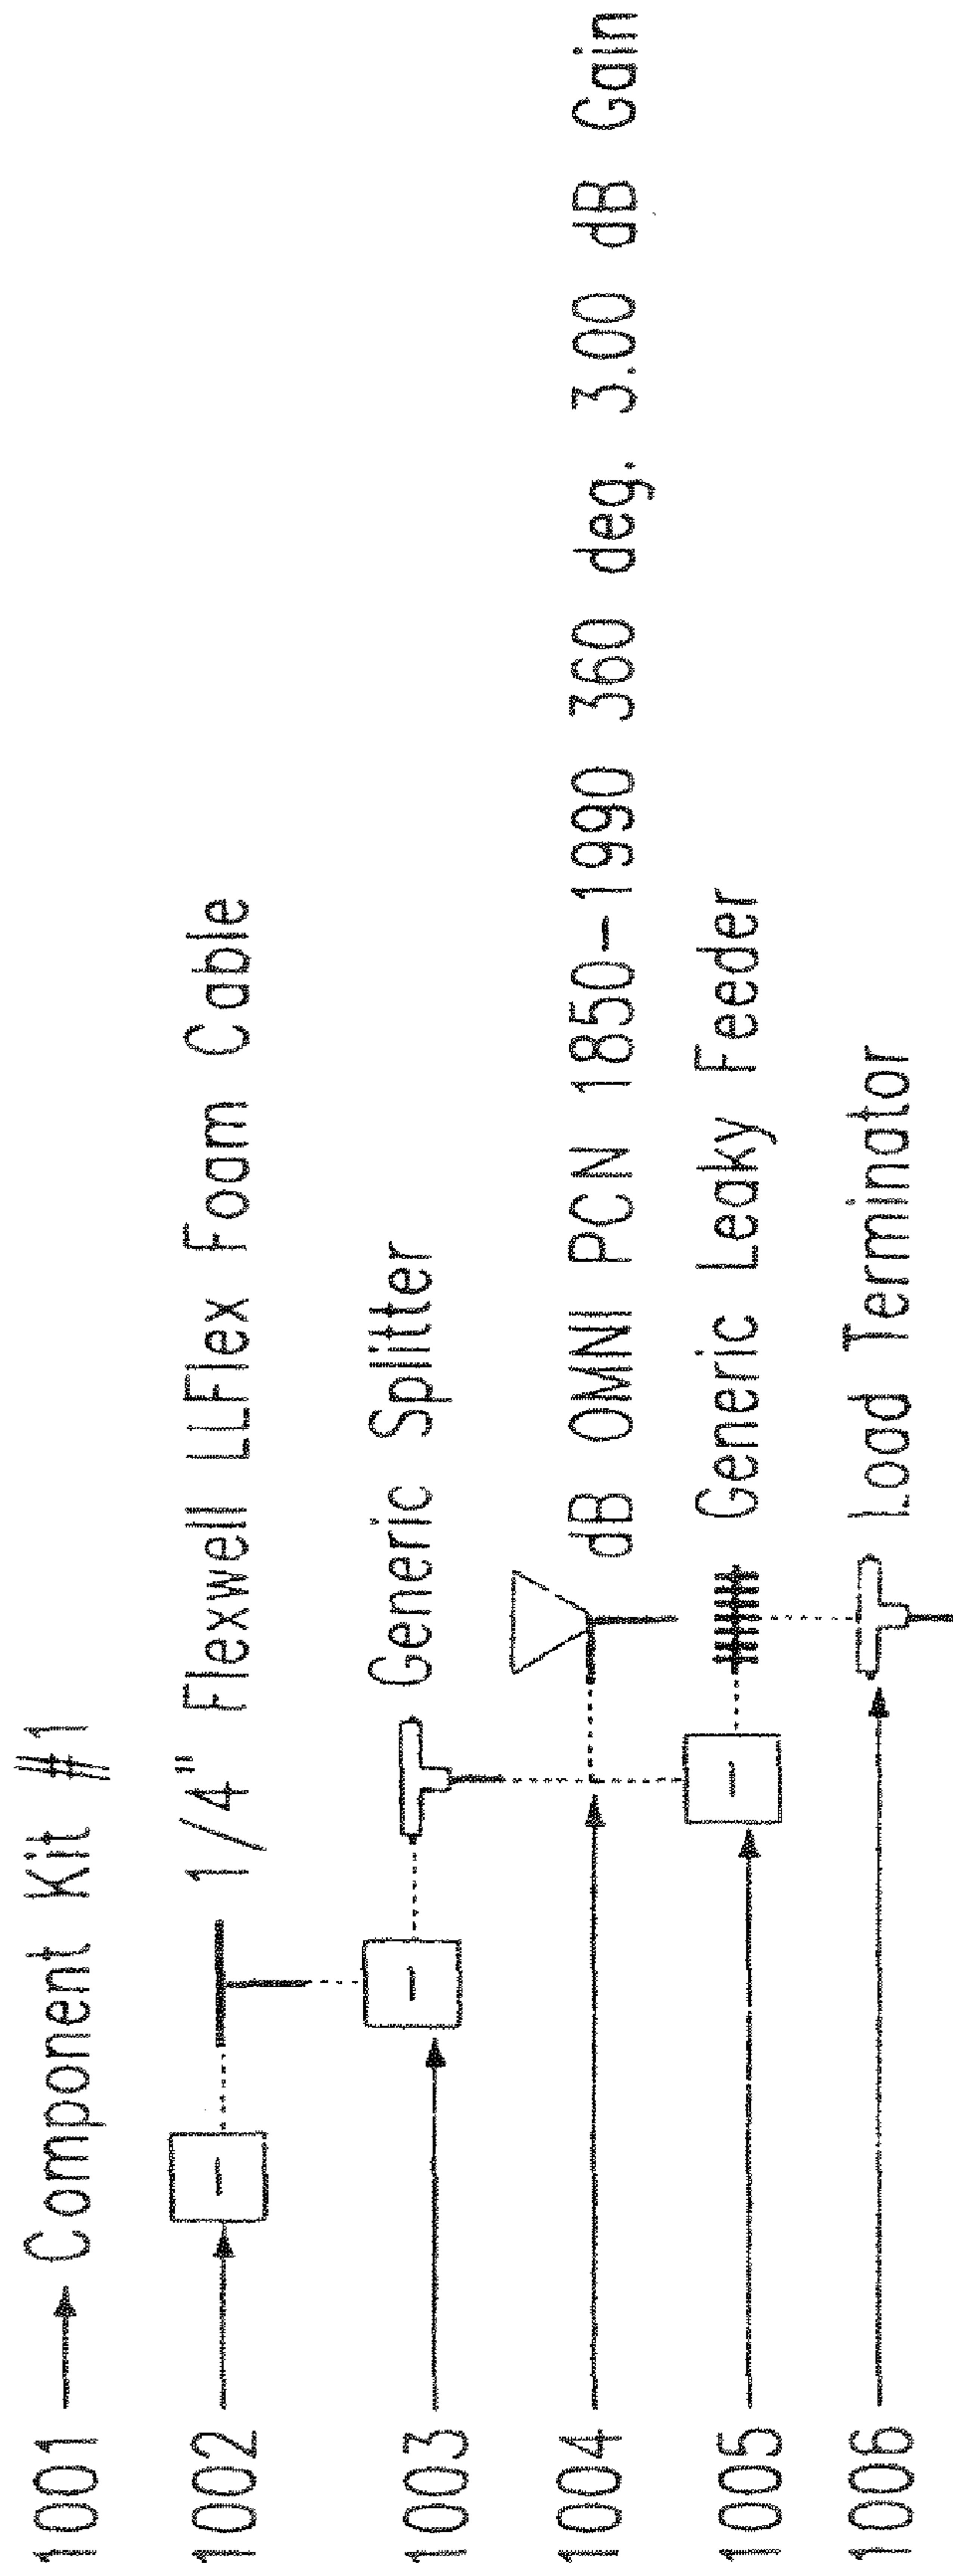 1001 Component Kit #1
1002 1/4" Flexwell LLFlex Foam Cable
1003 Generic Splitter
1004 dB OMNI PCN 1850-1990 360 deg. 3.00 dB Gain
1005 Generic Leaky Feeder
1006 Load Terminator